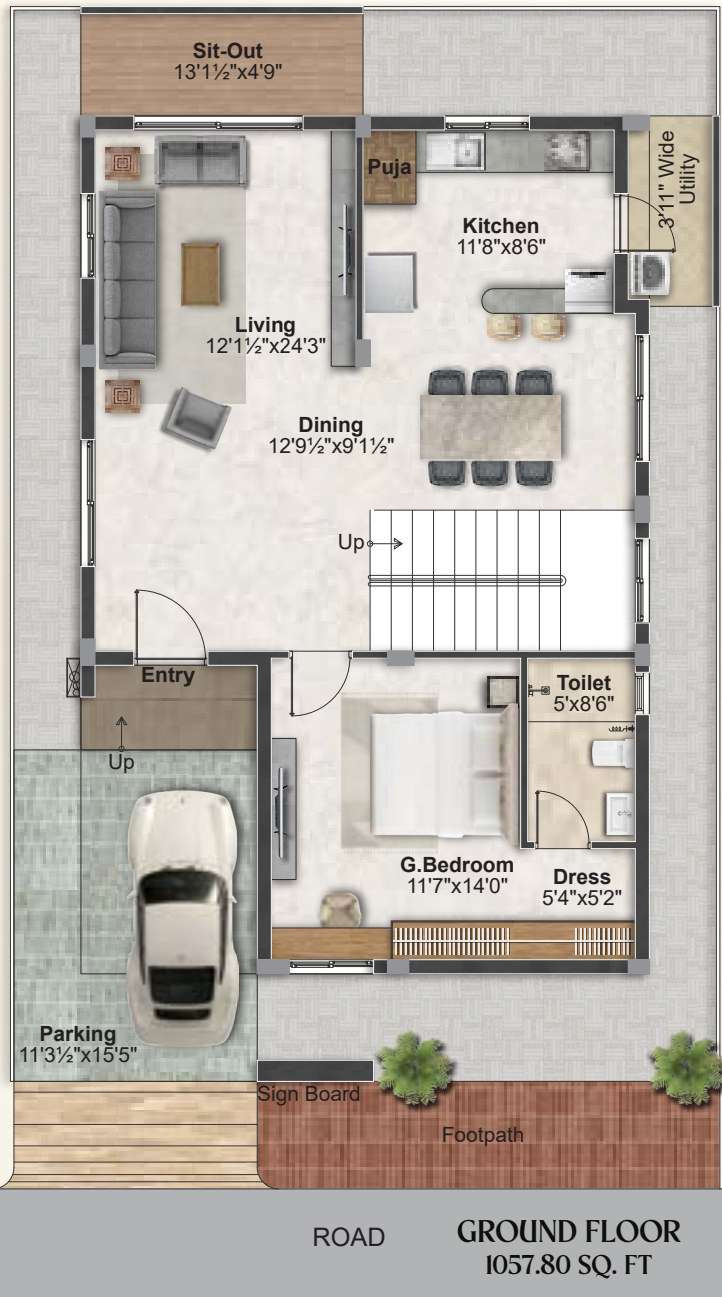 Sit-Out
13'1½"x4'9"
Puja
3'11" Wide
Utility
Kitchen
11'8"x8'6"
Living
12'1½"x24'3"
Dining
12'9½"x9'1½"
Up
Entry
Toilet
5'x8'6"
Up
G.Bedroom
11'7"x14'0"
Dress
5'4"x5'2"
Parking
11'3½"x15'5"
Sign Board
Footpath
ROAD
GROUND FLOOR
1057.80 SQ. FT